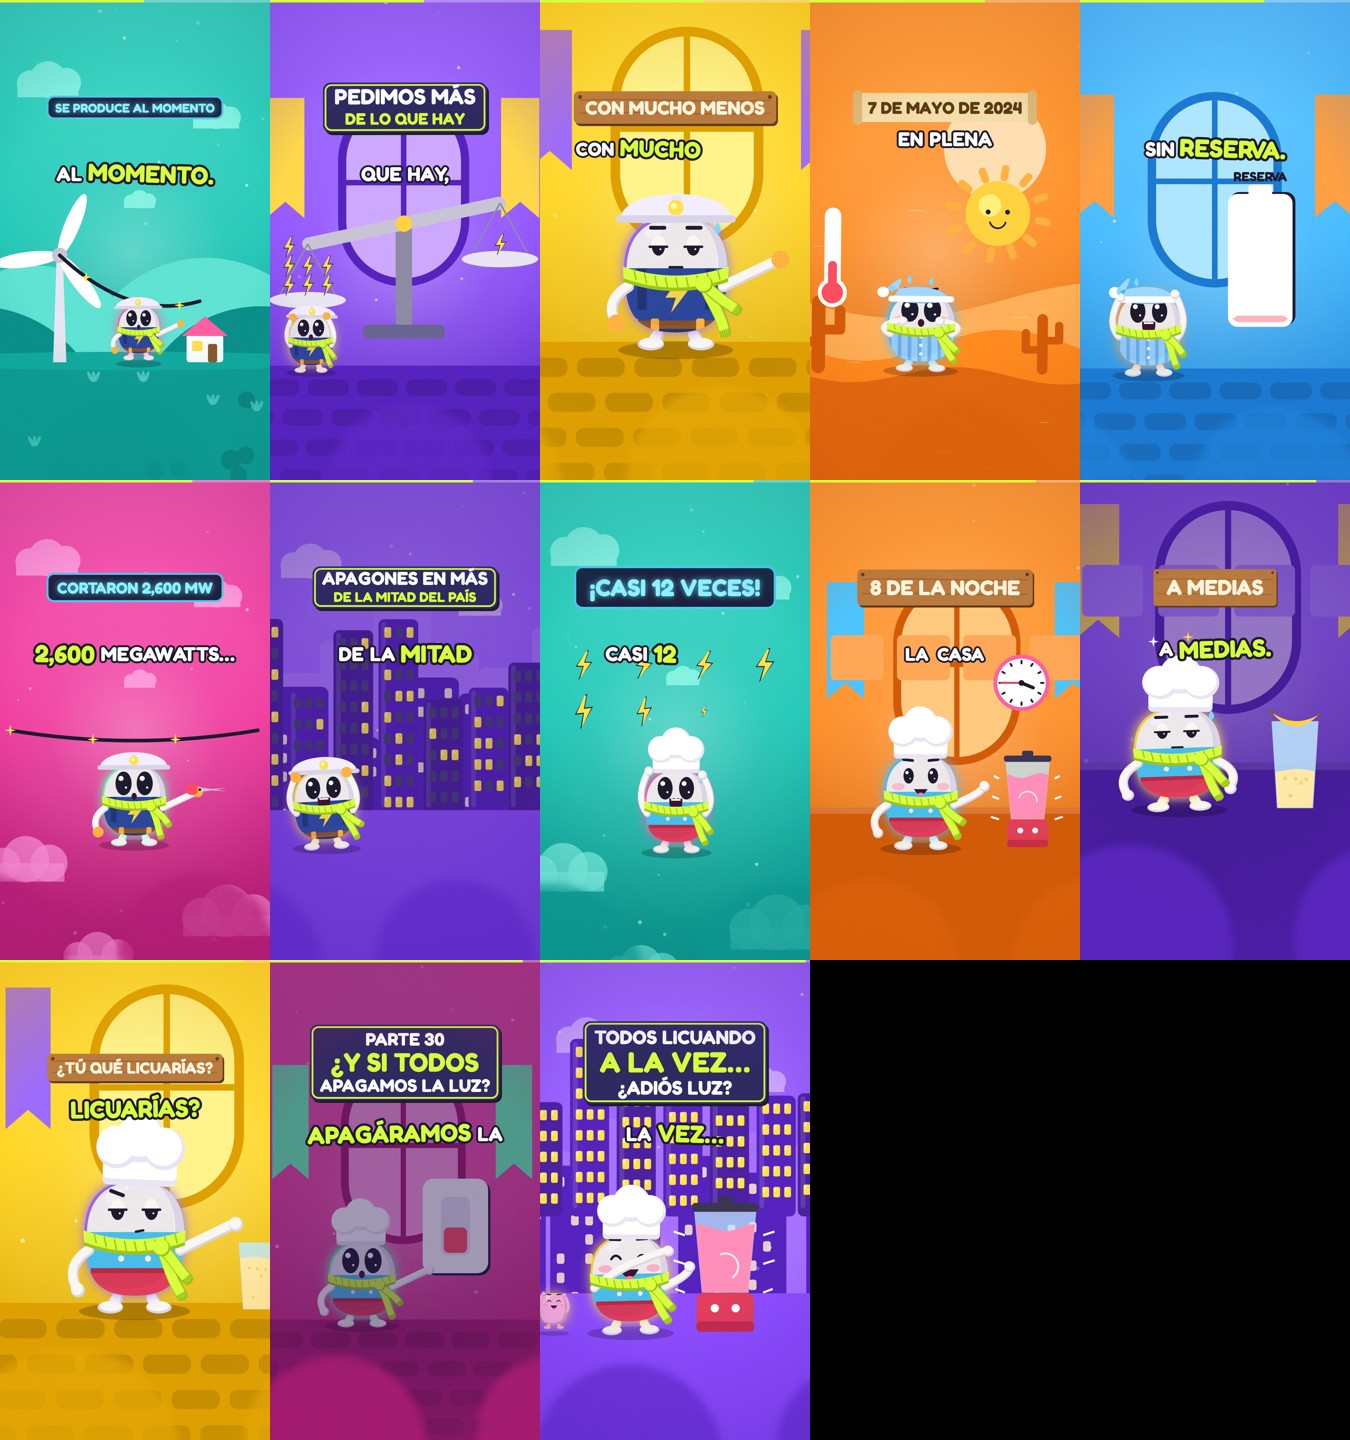 SE PRODUCE AL MOMENTO
AL MOMENTO.
PEDIMOS MÁS
DE LO QUE HAY
QUE HAY,
CON MUCHO MENOS
CON MUCHO
7 DE MAYO DE 2024
EN PLENA
SIN RESERVA.
RESERVA
CORTARON 2,600 MW
2,600 MEGAWATTS...
APAGONES EN MÁS
DE LA MITAD DEL PAÍS
DE LA MITAD
¡CASI 12 VECES!
CASI 12
8 DE LA NOCHE
LA CASA
A MEDIAS
A MEDIAS.
¿TÚ QUÉ LICUARÍAS?
LICUARÍAS?
PARTE 30
¿Y SI TODOS
APAGAMOS LA LUZ?
APAGÁRAMOS LA
TODOS LICUANDO
A LA VEZ...
¿ADIÓS LUZ?
LA VEZ...